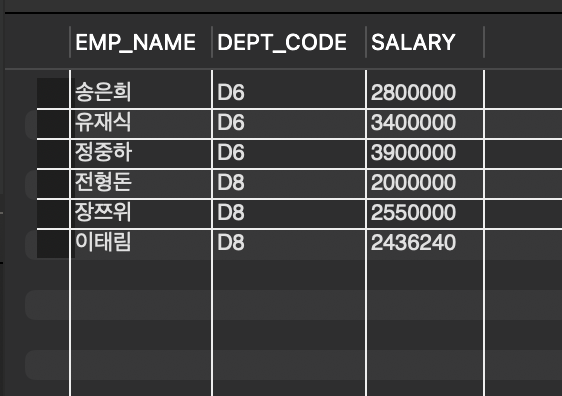 EMP_NAME DEPT_CODE SALARY
송은희 D6 2800000
유재식 D6 3400000
정중하 D6 3900000
전형돈 D8 2000000
장쯔위 D8 2550000
이태림 D8 2436240